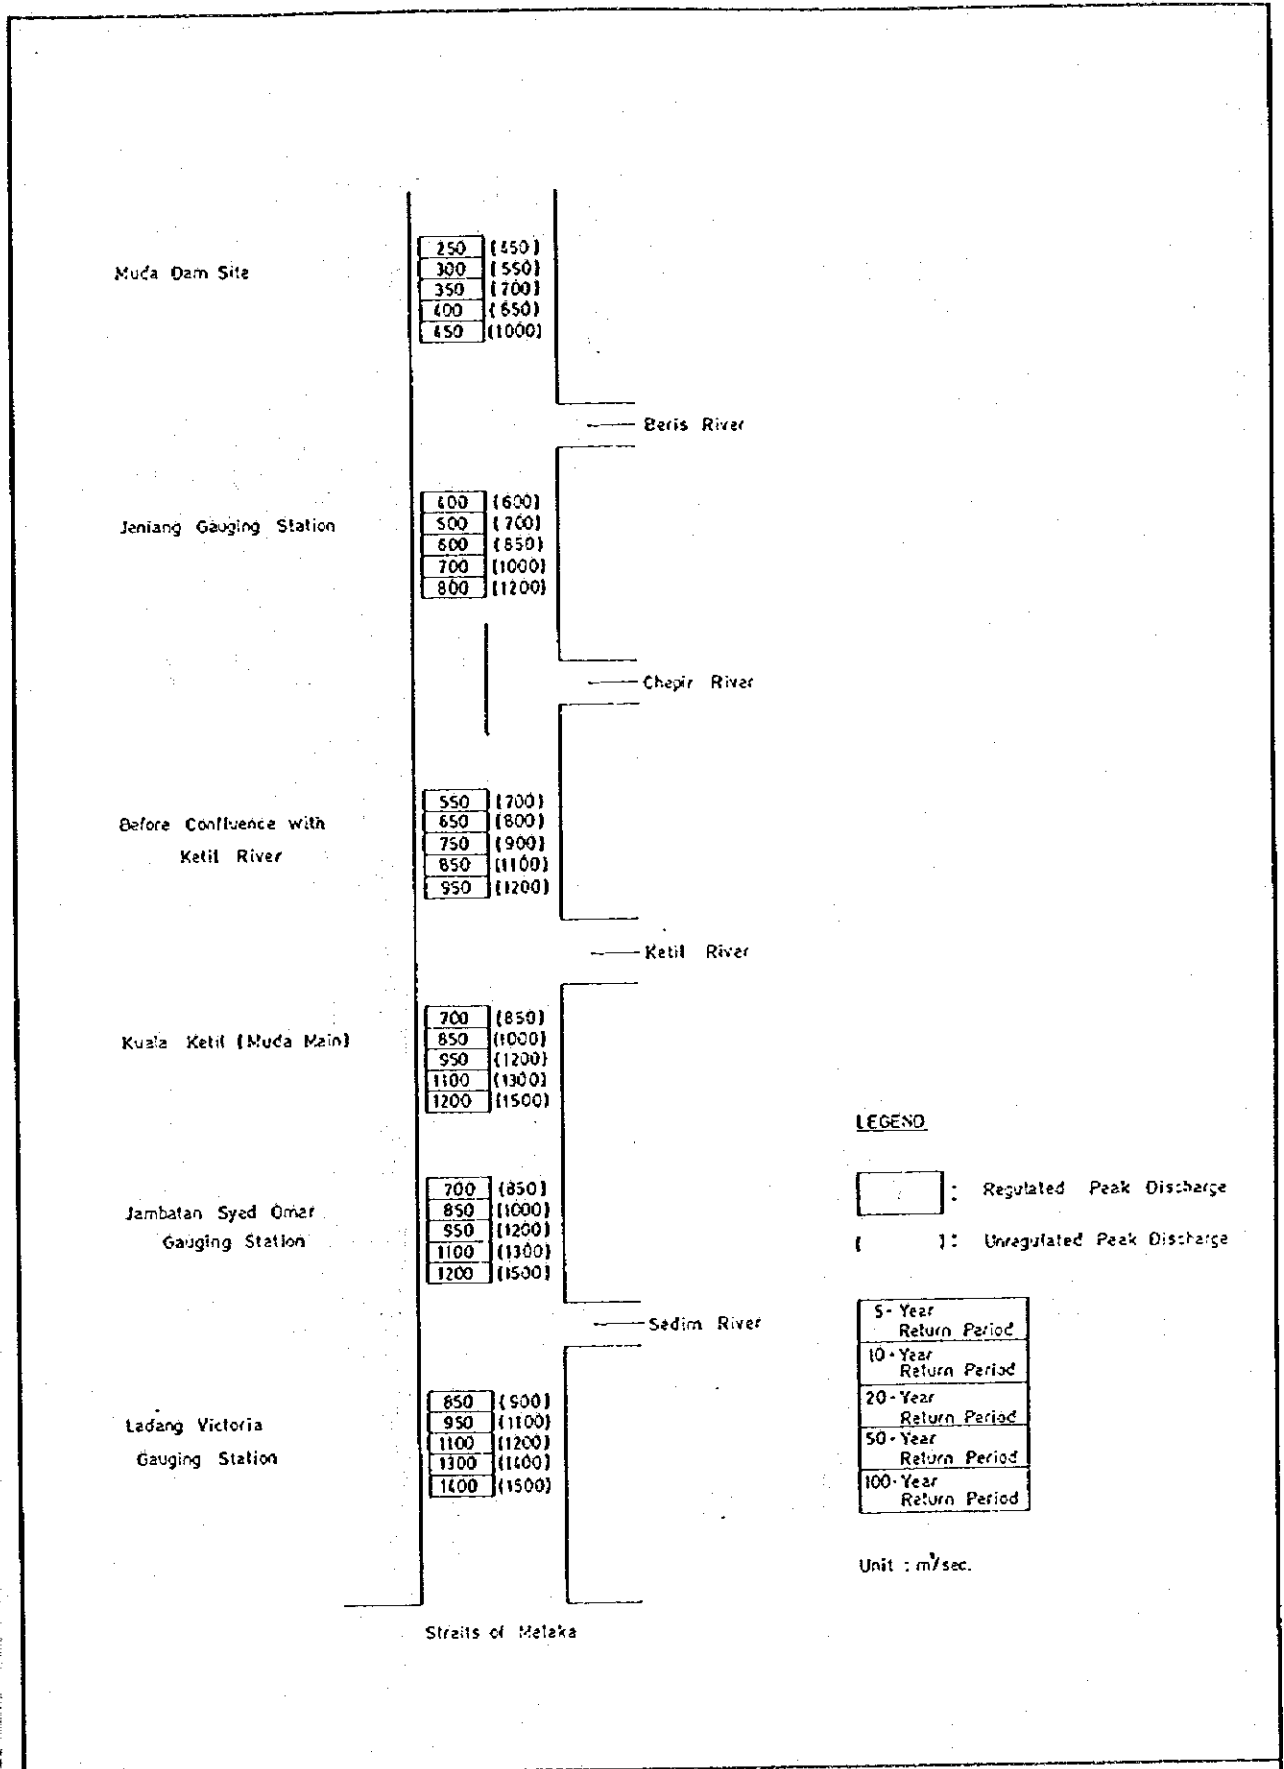 Muda Dam Site
250 (450)
300 (550)
350 (700)
400 (850)
450 (1000)
Beris River
Jeniang Gauging Station
400 (600)
500 (700)
600 (850)
700 (1000)
800 (1200)
Chepir River
Before Confluence with
Ketil River
550 (700)
650 (800)
750 (900)
850 (1100)
950 (1200)
Ketil River
Kuala Ketil (Muda Main)
700 (850)
850 (1000)
950 (1200)
1100 (1300)
1200 (1500)
Jambatan Syed Omar
Gauging Station
700 (850)
850 (1000)
950 (1200)
1100 (1300)
1200 (1500)
Sedim River
Ladang Victoria
Gauging Station
850 (900)
950 (1100)
1100 (1200)
1300 (1400)
1400 (1500)
Straits of Melaka
LEGEND
: Regulated Peak Discharge
( ): Unregulated Peak Discharge
5-Year
Return Period
10-Year
Return Period
20-Year
Return Period
50-Year
Return Period
100-Year
Return Period
Unit : m³/sec.